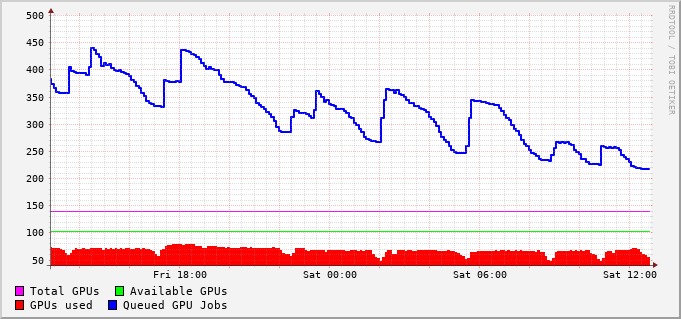 500
450
400
350
300
250
200
150
100
50
Fri 18:00 Sat 00:00 Sat 06:00 Sat 12:00
Total GPUs Available GPUs
GPUs used Queued GPU Jobs
RRDTOOL / TOBI OETIKER